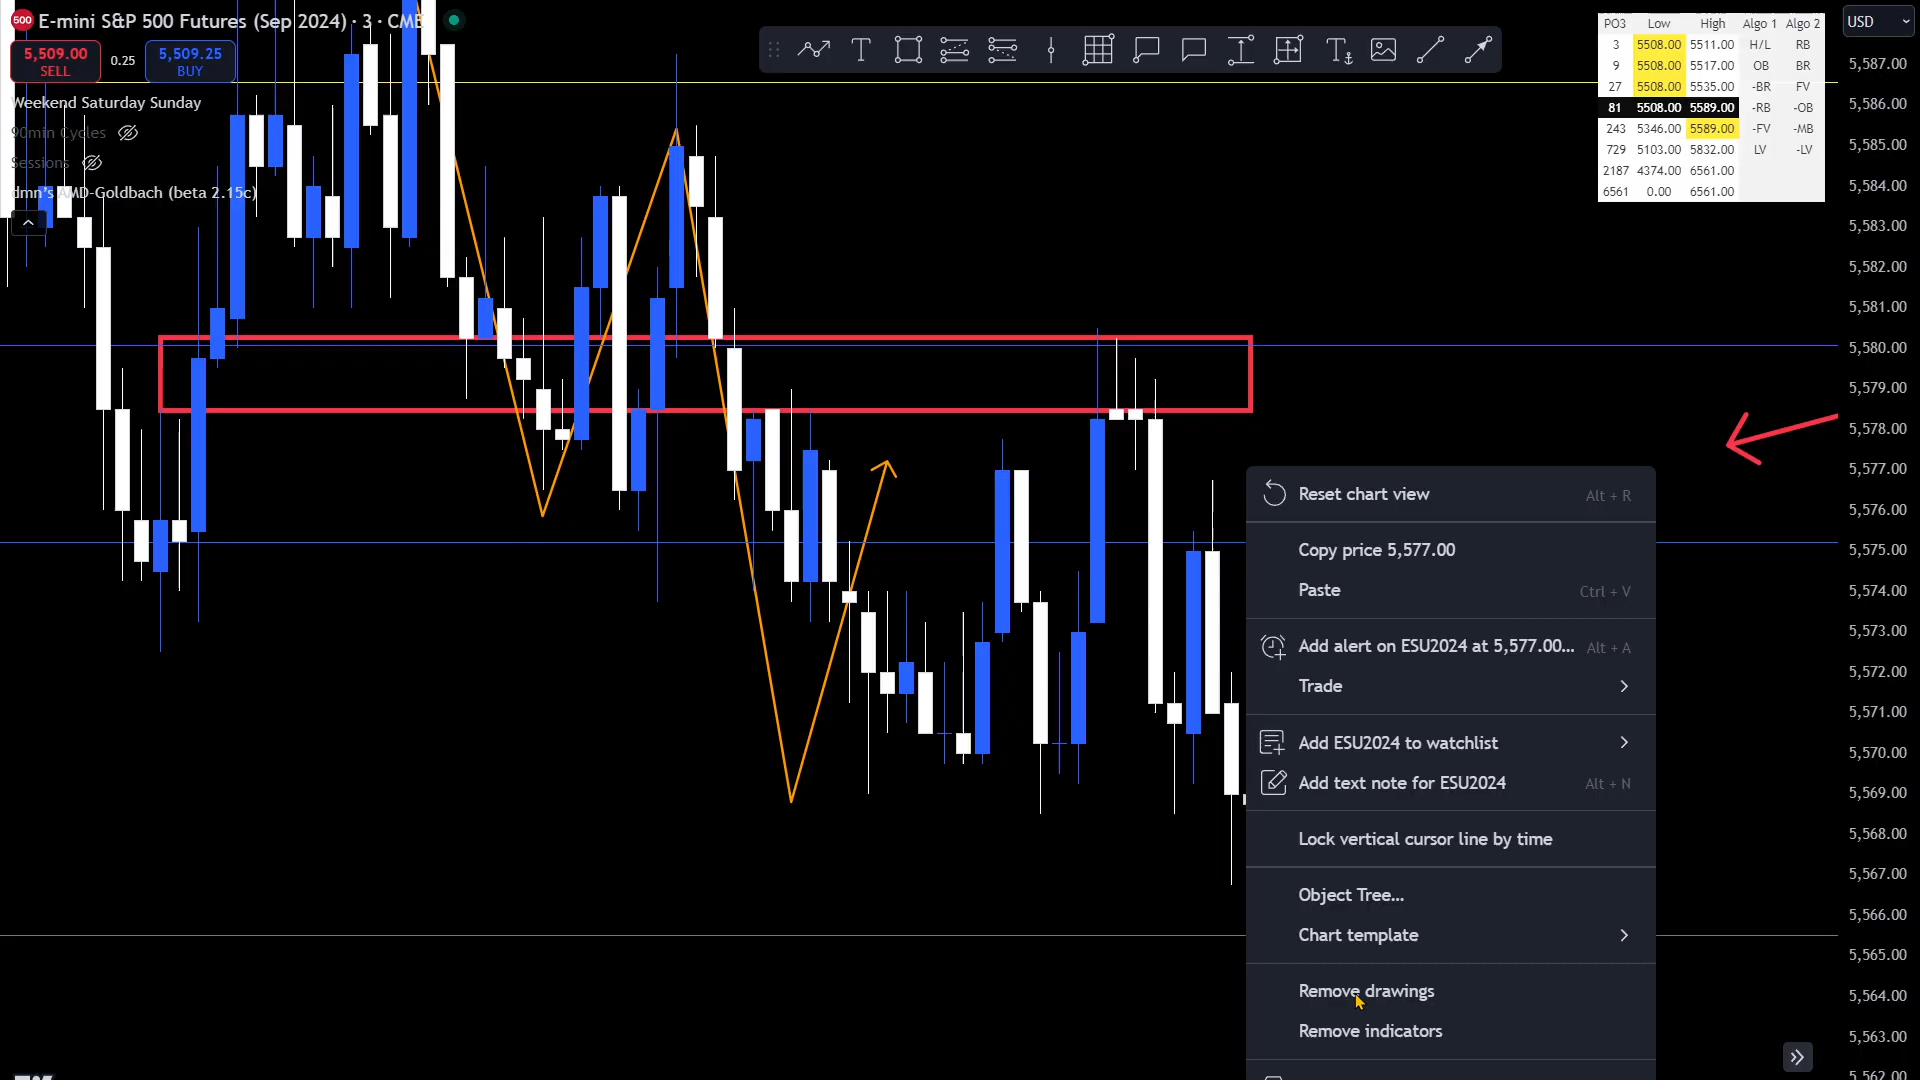 500 E-mini S&P 500 Futures (Sep 2024) · 3 · CME
5,509.00
SELL
0.25
5,509.25
BUY
Weekend Saturday Sunday
90min Cycles
Sessions
dmn's AMD-Goldbach (beta 2.15c)
PO3 Low High Algo 1 Algo 2
3 5508.00 5511.00 H/L RB
9 5508.00 5517.00 OB BR
27 5508.00 5535.00 -BR FV
81 5508.00 5589.00 -RB -OB
243 5346.00 5589.00 -FV -MB
729 5103.00 5832.00 LV -LV
2187 4374.00 6561.00
6561 0.00 6561.00
USD
5,587.00
5,586.00
5,585.00
5,584.00
5,583.00
5,582.00
5,581.00
5,580.00
5,579.00
5,578.00
5,577.00
5,576.00
5,575.00
5,574.00
5,573.00
5,572.00
5,571.00
5,570.00
5,569.00
5,568.00
5,567.00
5,566.00
5,565.00
5,564.00
5,563.00
5,562.00
Reset chart view Alt + R
Copy price 5,577.00
Paste Ctrl + V
Add alert on ESU2024 at 5,577.00... Alt + A
Trade
Add ESU2024 to watchlist
Add text note for ESU2024 Alt + N
Lock vertical cursor line by time
Object Tree...
Chart template
Remove drawings
Remove indicators